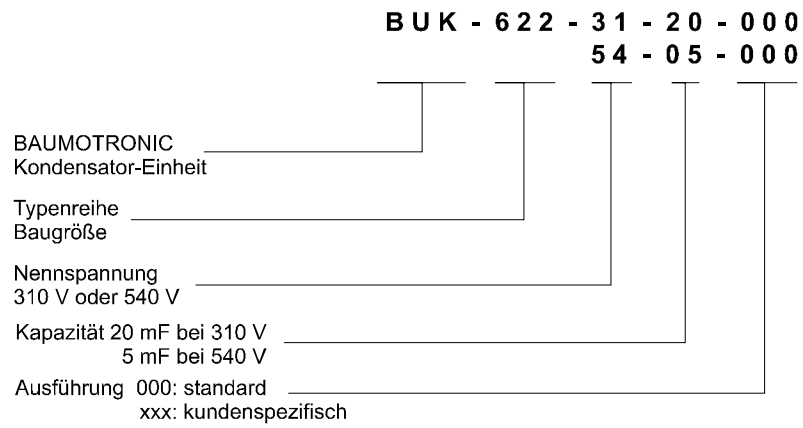 BUK - 622 - 31 - 20 - 000
54 - 05 - 000
BAUMOTRONIC
Kondensator-Einheit
Typenreihe
Baugröße
Nennspannung
310 V oder 540 V
Kapazität 20 mF bei 310 V
5 mF bei 540 V
Ausführung 000: standard
xxx: kundenspezifisch